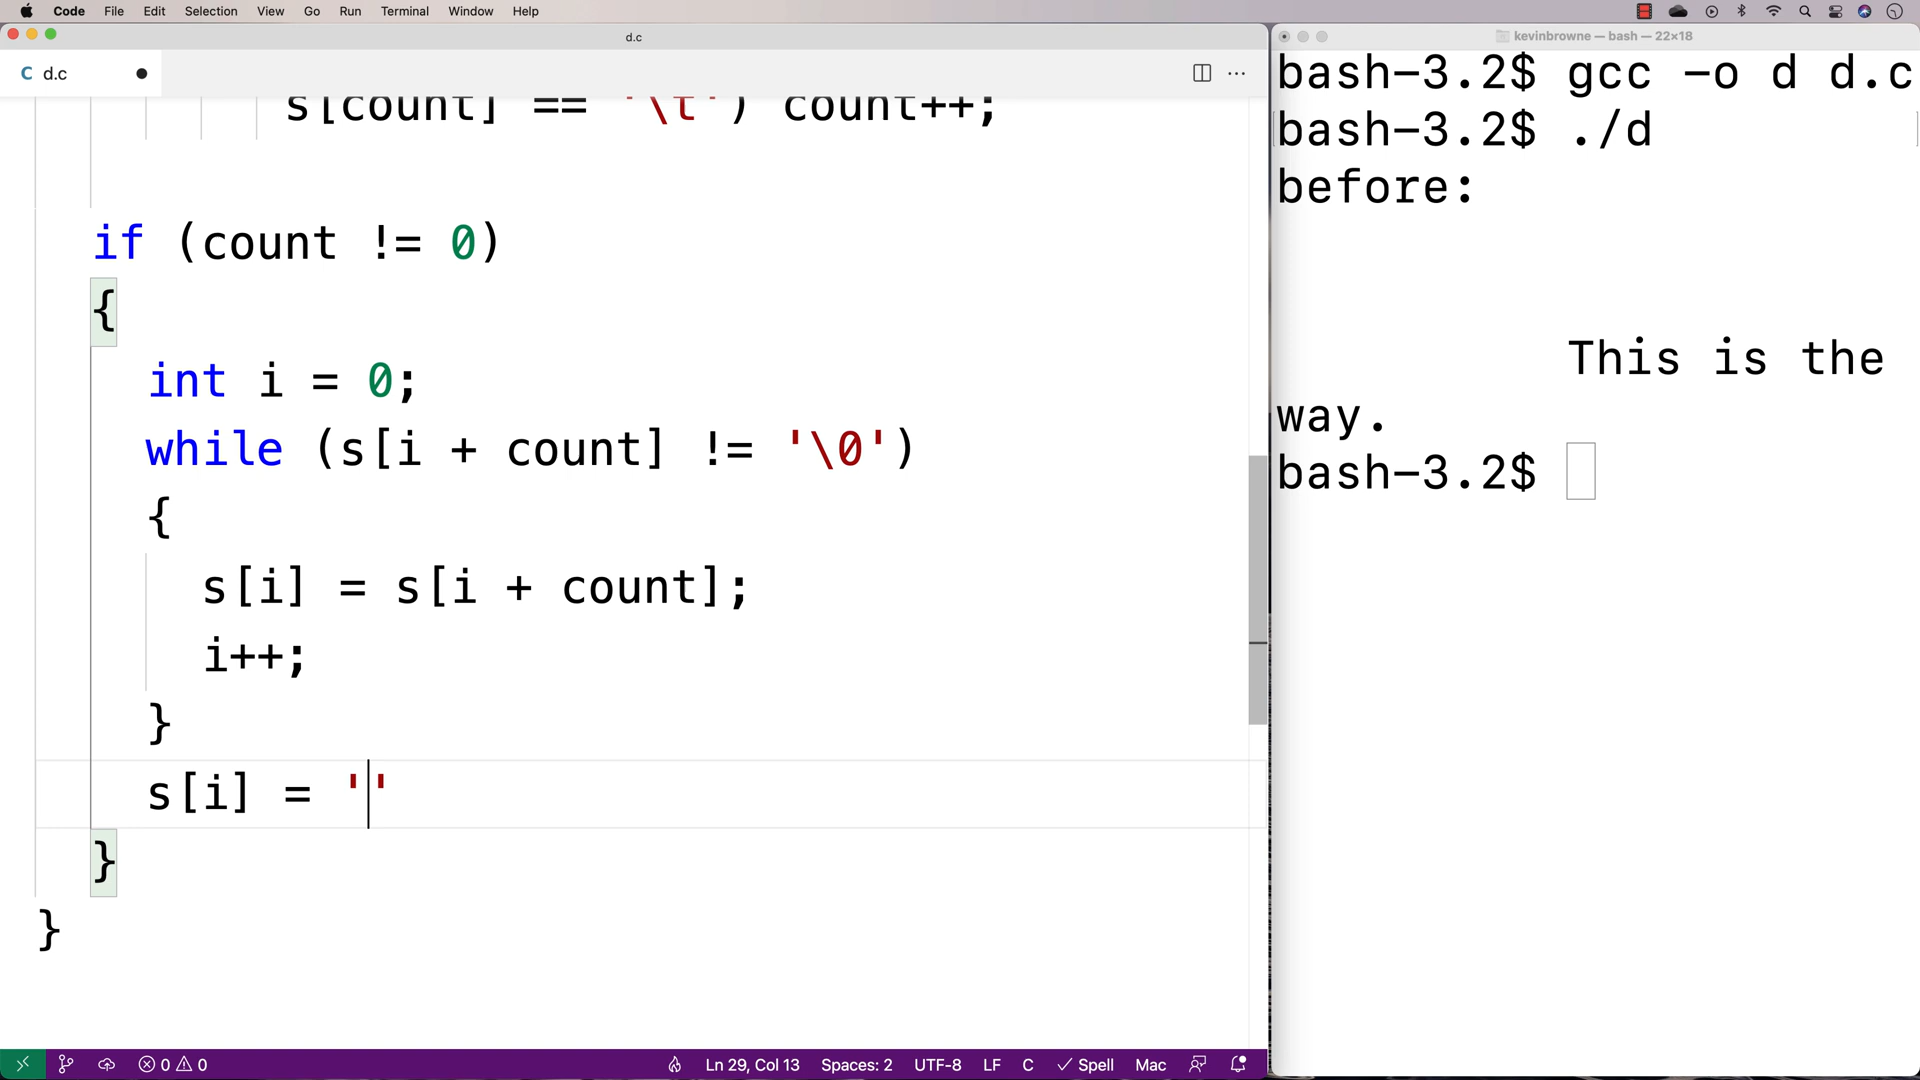 Code File Edit Selection View Go Run Terminal Window Help
d.c
C d.c
s[count] == '\t') count++;
if (count != 0)
{
int i = 0;
while (s[i + count] != '\0')
{
s[i] = s[i + count];
i++;
}
s[i] = ''
}
}
0 0 Ln 29, Col 13 Spaces: 2 UTF-8 LF C Spell Mac
kevinbrowne — bash — 22×18
bash-3.2$ gcc -o d d.c
bash-3.2$ ./d
before:
This is the
way.
bash-3.2$